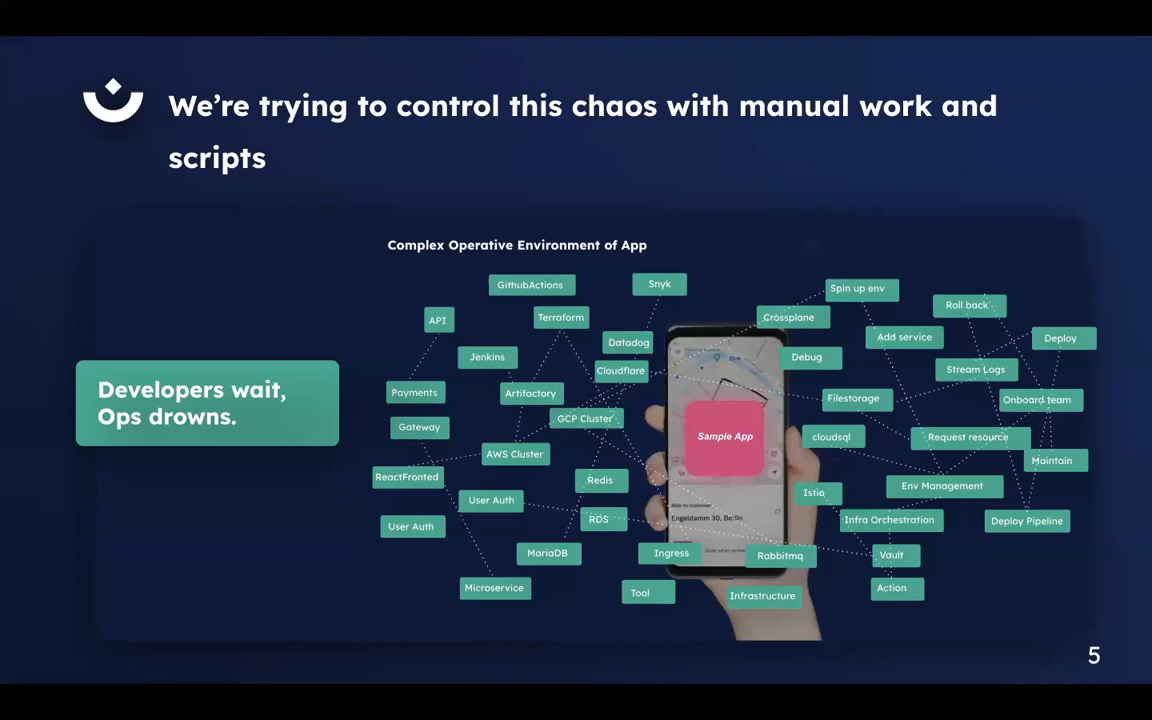 We're trying to control this chaos with manual work and
scripts
Complex Operative Environment of App
Developers wait,
Ops drowns.
GithubActions
Snyk
Spin up env
Roll back
API
Terraform
Crossplane
Datadog
Add service
Deploy
Jenkins
Debug
Cloudflare
Stream Logs
Payments
Artifactory
Filestorage
Onboard team
Gateway
GCP Cluster
Sample App
cloudsql
Request resource
AWS Cluster
Maintain
ReactFronted
Redis
Env Management
User Auth
Istio
RDS
Engeldamm 30, Berlin
Infra Orchestration
Deploy Pipeline
User Auth
MariaDB
Ingress
Rabbitmq
Vault
Microservice
Tool
Infrastructure
Action
5